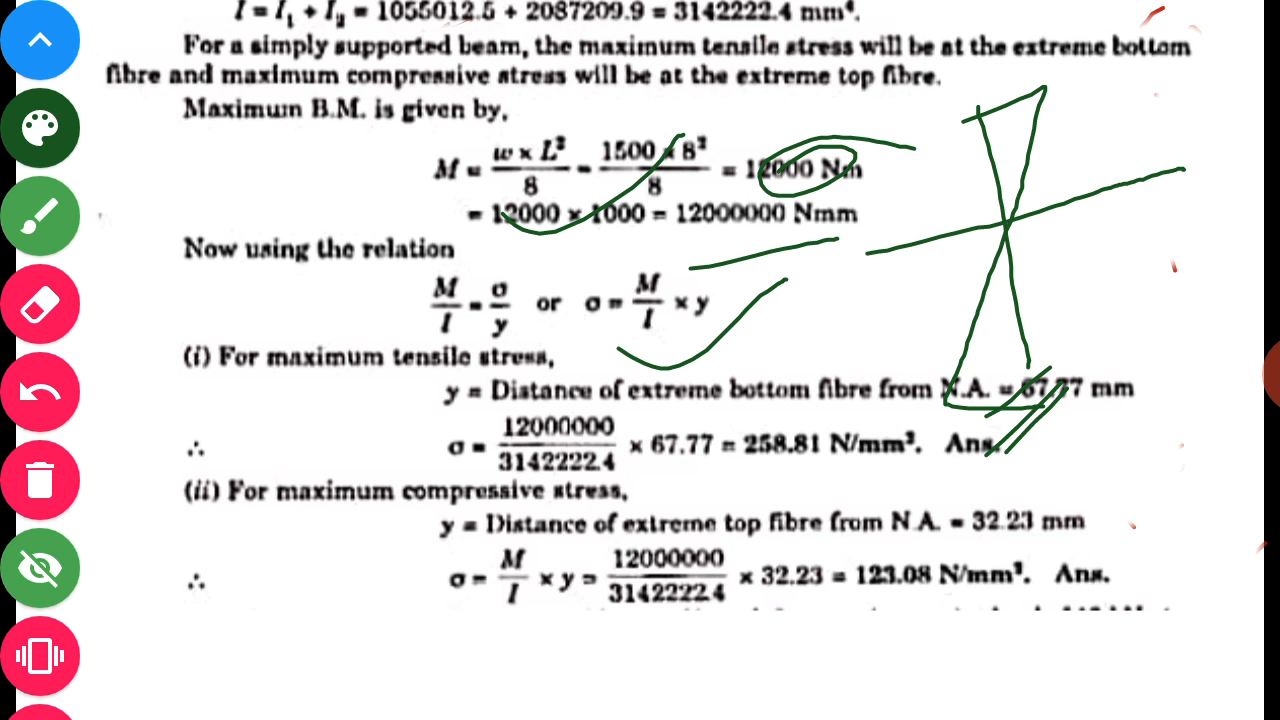 I = I₁ + I₂ = 1055012.5 + 2087209.9 = 3142222.4 mm⁴.
For a simply supported beam, the maximum tensile stress will be at the extreme bottom
fibre and maximum compressive stress will be at the extreme top fibre.
Maximum B.M. is given by,
M = w × L² / 8 = 1500 × 8² / 8 = 12000 Nm
= 12000 × 1000 = 12000000 Nmm
Now using the relation
M / I = σ / y or σ = M / I × y
(i) For maximum tensile stress,
y = Distance of extreme bottom fibre from N.A. = 67.77 mm
∴ σ = 12000000 / 3142222.4 × 67.77 = 258.81 N/mm². Ans.
(ii) For maximum compressive stress,
y = Distance of extreme top fibre from N.A. = 32.23 mm
∴ σ = M / I × y = 12000000 / 3142222.4 × 32.23 = 123.08 N/mm². Ans.